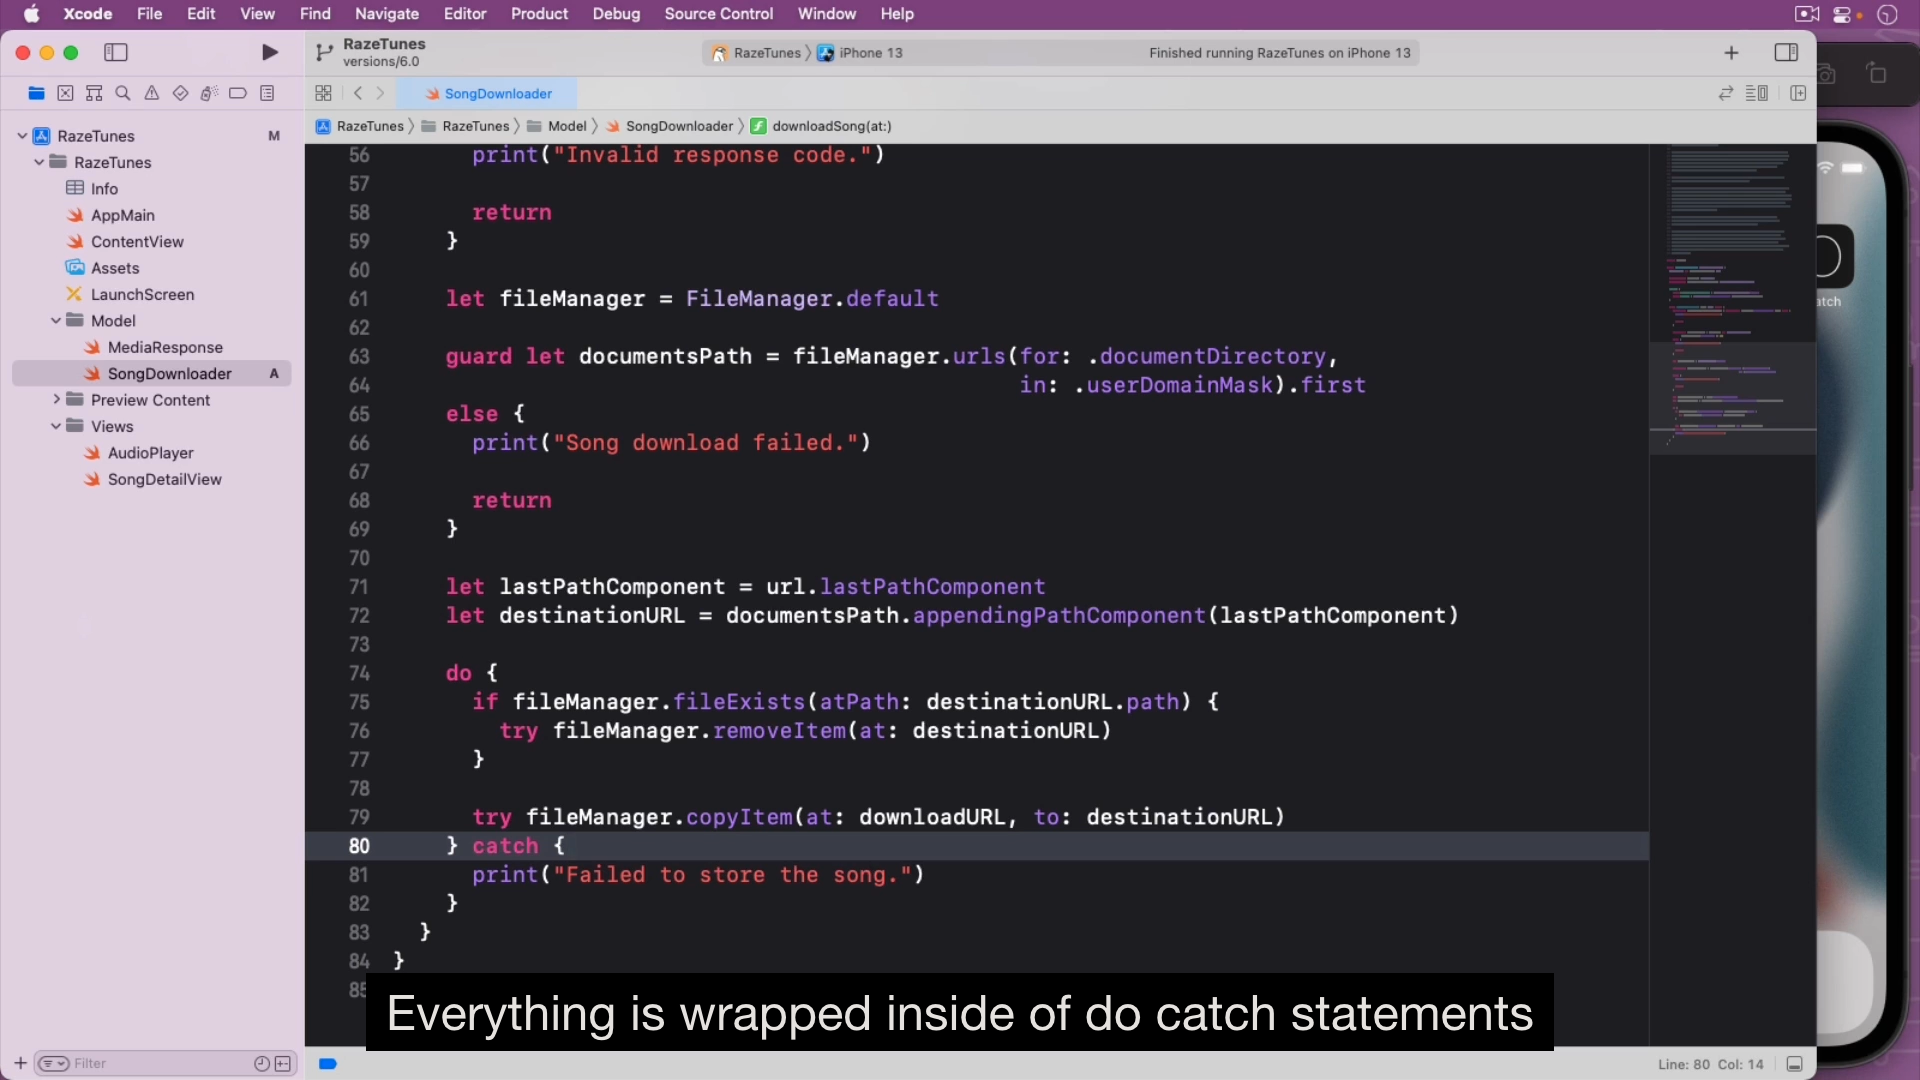 Xcode File Edit View Find Navigate Editor Product Debug Source Control Window Help
RazeTunes
versions/6.0
RazeTunes 〉 iPhone 13
Finished running RazeTunes on iPhone 13
SongDownloader
RazeTunes 〉 RazeTunes 〉 Model 〉 SongDownloader 〉 downloadSong(at:)
RazeTunes M
RazeTunes
Info
AppMain
ContentView
Assets
LaunchScreen
Model
MediaResponse
SongDownloader A
Preview Content
Views
AudioPlayer
SongDetailView
Filter
56 print("Invalid response code.")
57
58 return
59 }
60
61 let fileManager = FileManager.default
62
63 guard let documentsPath = fileManager.urls(for: .documentDirectory,
64 in: .userDomainMask).first
65 else {
66 print("Song download failed.")
67
68 return
69 }
70
71 let lastPathComponent = url.lastPathComponent
72 let destinationURL = documentsPath.appendingPathComponent(lastPathComponent)
73
74 do {
75 if fileManager.fileExists(atPath: destinationURL.path) {
76 try fileManager.removeItem(at: destinationURL)
77 }
78
79 try fileManager.copyItem(at: downloadURL, to: destinationURL)
80 } catch {
81 print("Failed to store the song.")
82 }
83 }
84 }
85
Everything is wrapped inside of do catch statements
Line: 80 Col: 14